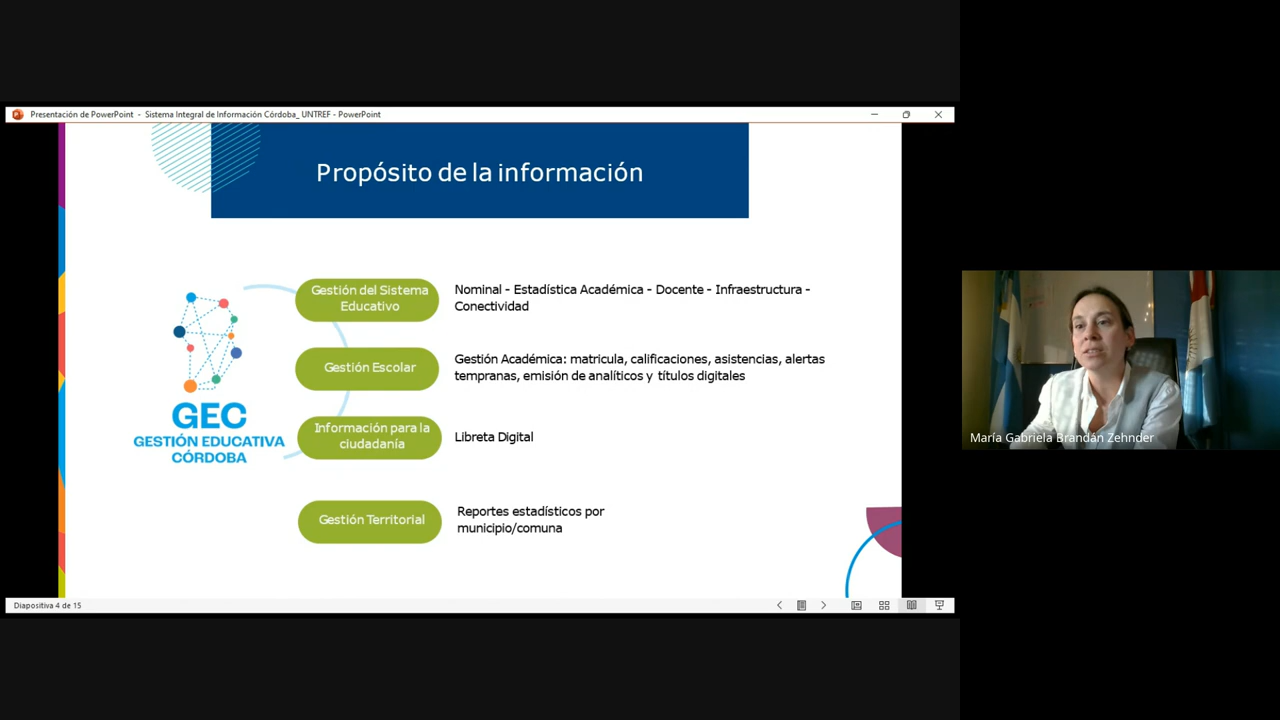 Presentación de PowerPoint - Sistema Integral de Información Córdoba_ UNTREF - PowerPoint
Propósito de la información
GEC
GESTIÓN EDUCATIVA
CÓRDOBA
Gestión del Sistema
Educativo
Nominal - Estadística Académica - Docente - Infraestructura -
Conectividad
Gestión Escolar
Gestión Académica: matricula, calificaciones, asistencias, alertas
tempranas, emisión de analíticos y títulos digitales
Información para la
ciudadanía
Libreta Digital
Gestión Territorial
Reportes estadísticos por
municipio/comuna
Diapositiva 4 de 15
María Gabriela Brandán Zehnder